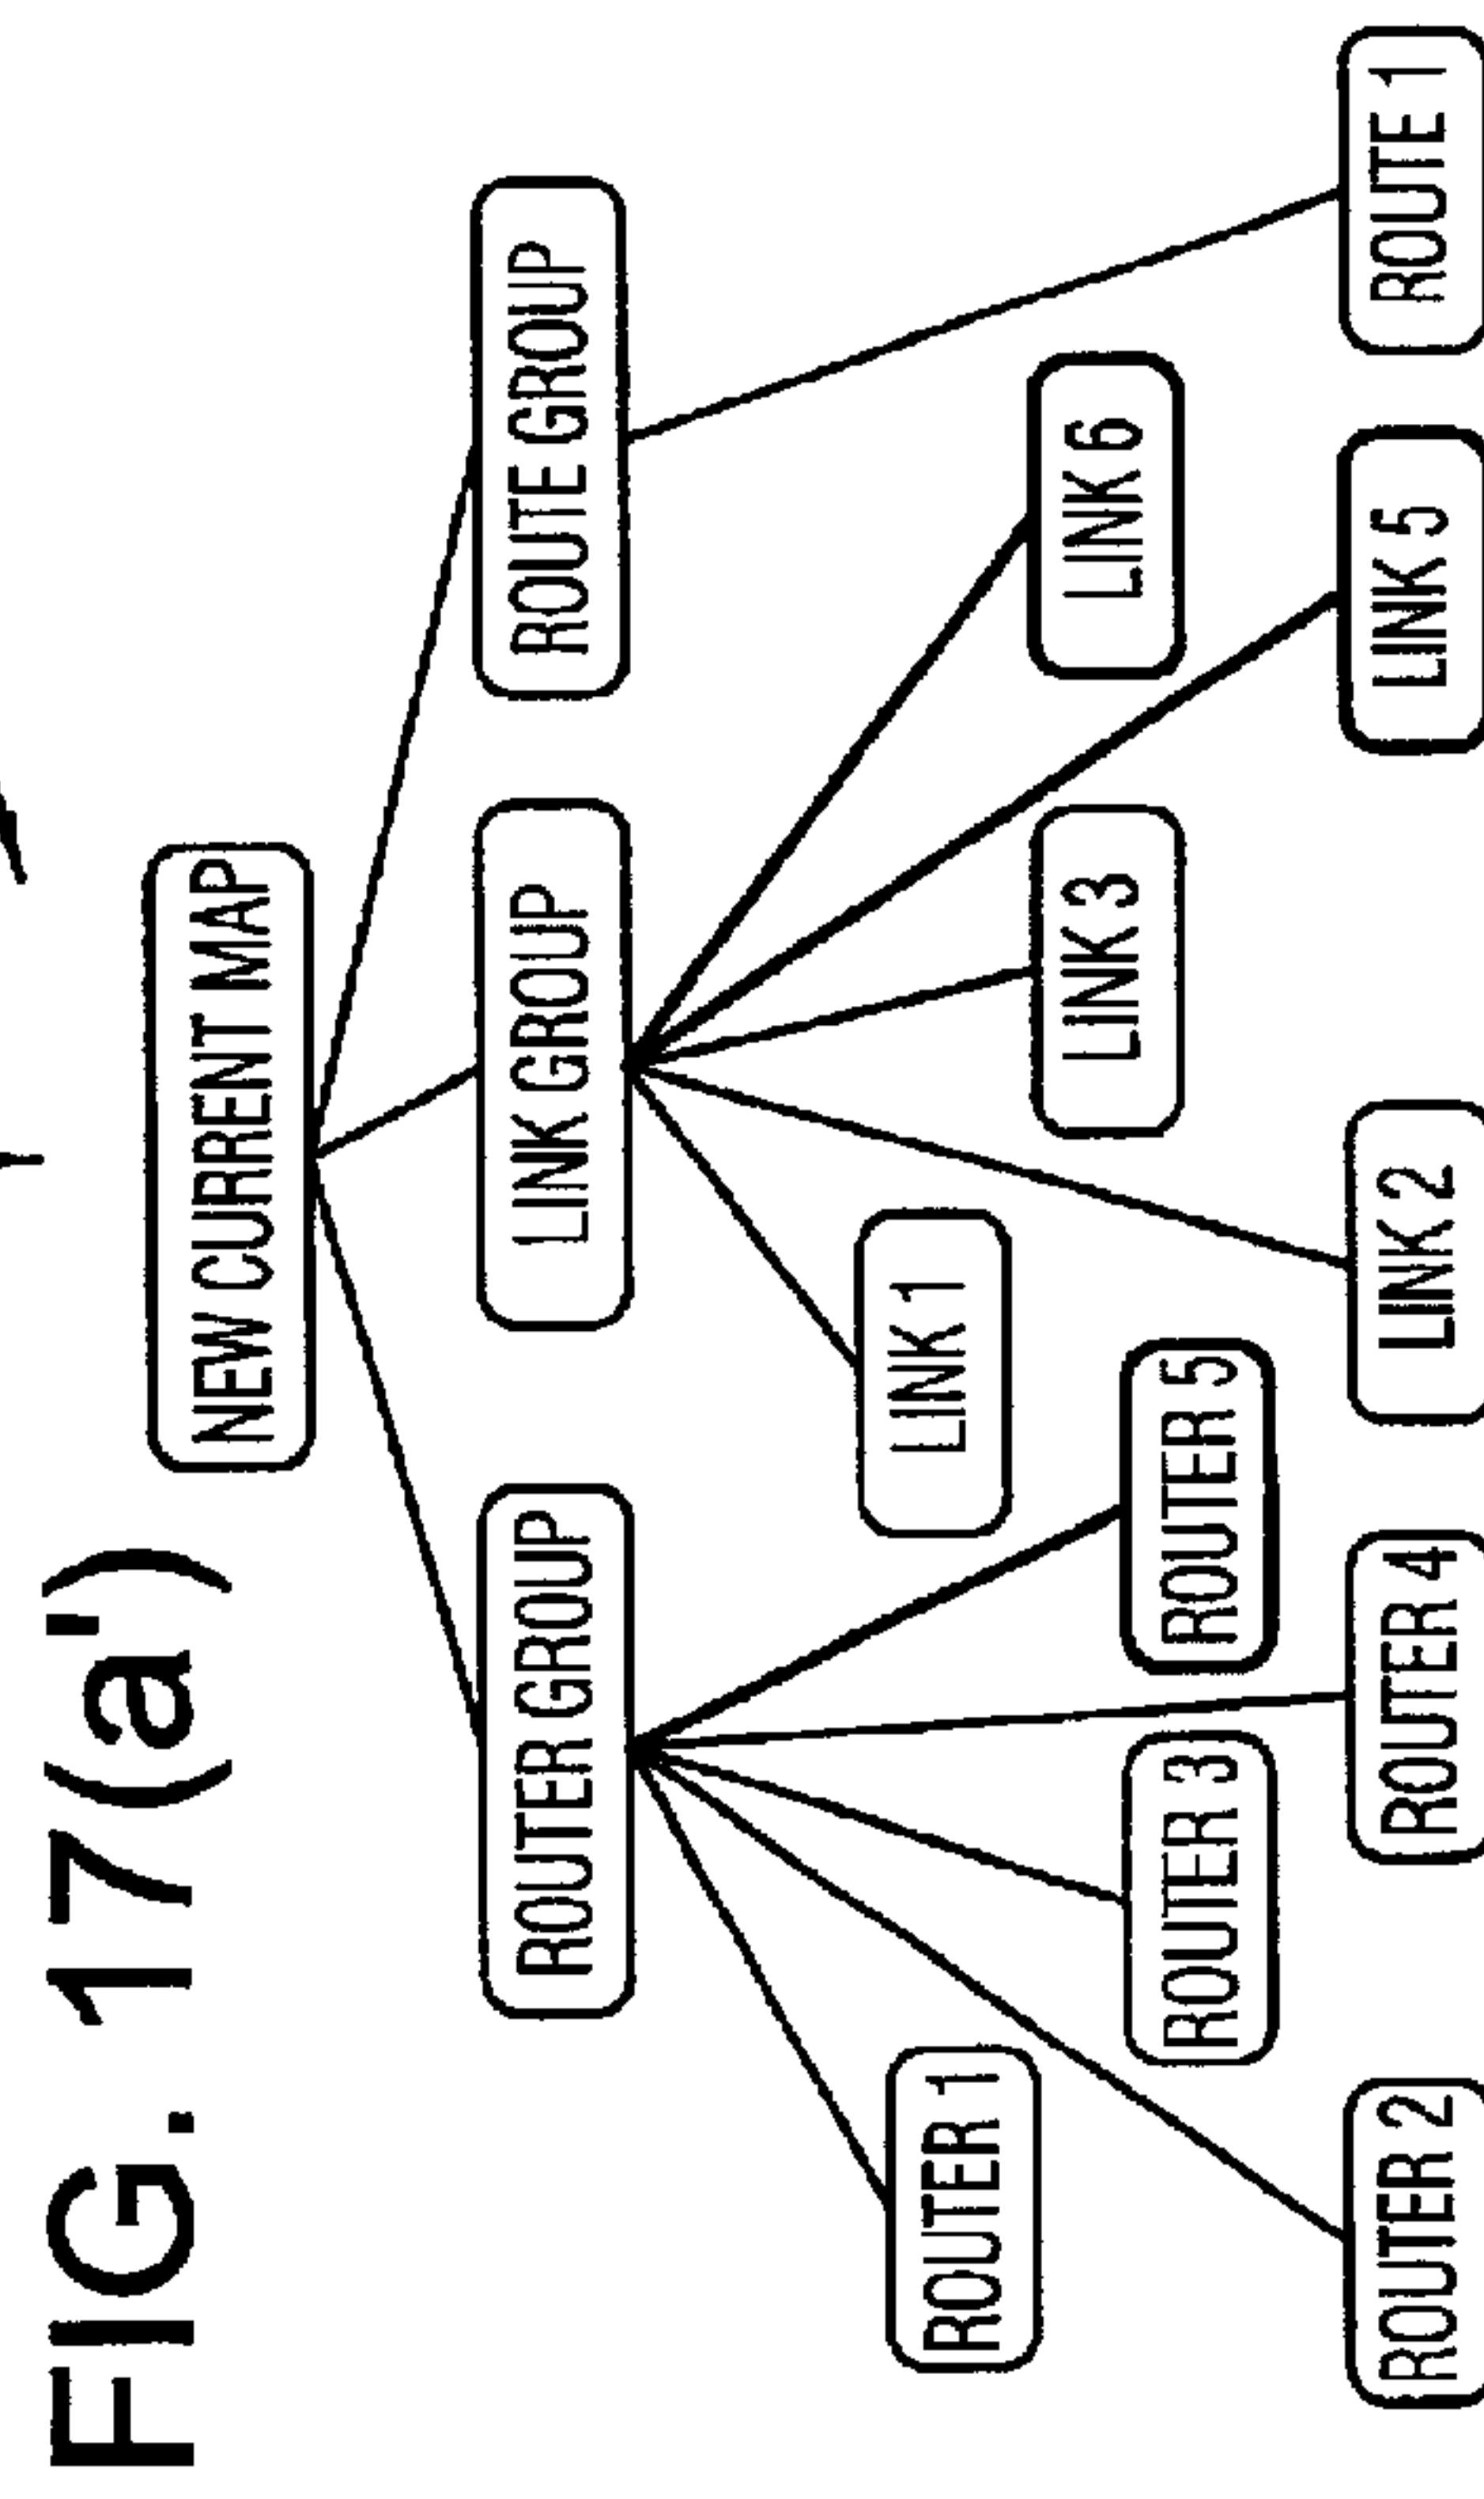 FIG. 17(a')
NEW CURRENT MAP
ROUTER GROUP
LINK GROUP
ROUTE GROUP
ROUTER 1
LINK 1
ROUTER 3
ROUTER 5
LINK 3
LINK 6
ROUTER 2
ROUTER 4
LINK 2
LINK 5
ROUTE 1